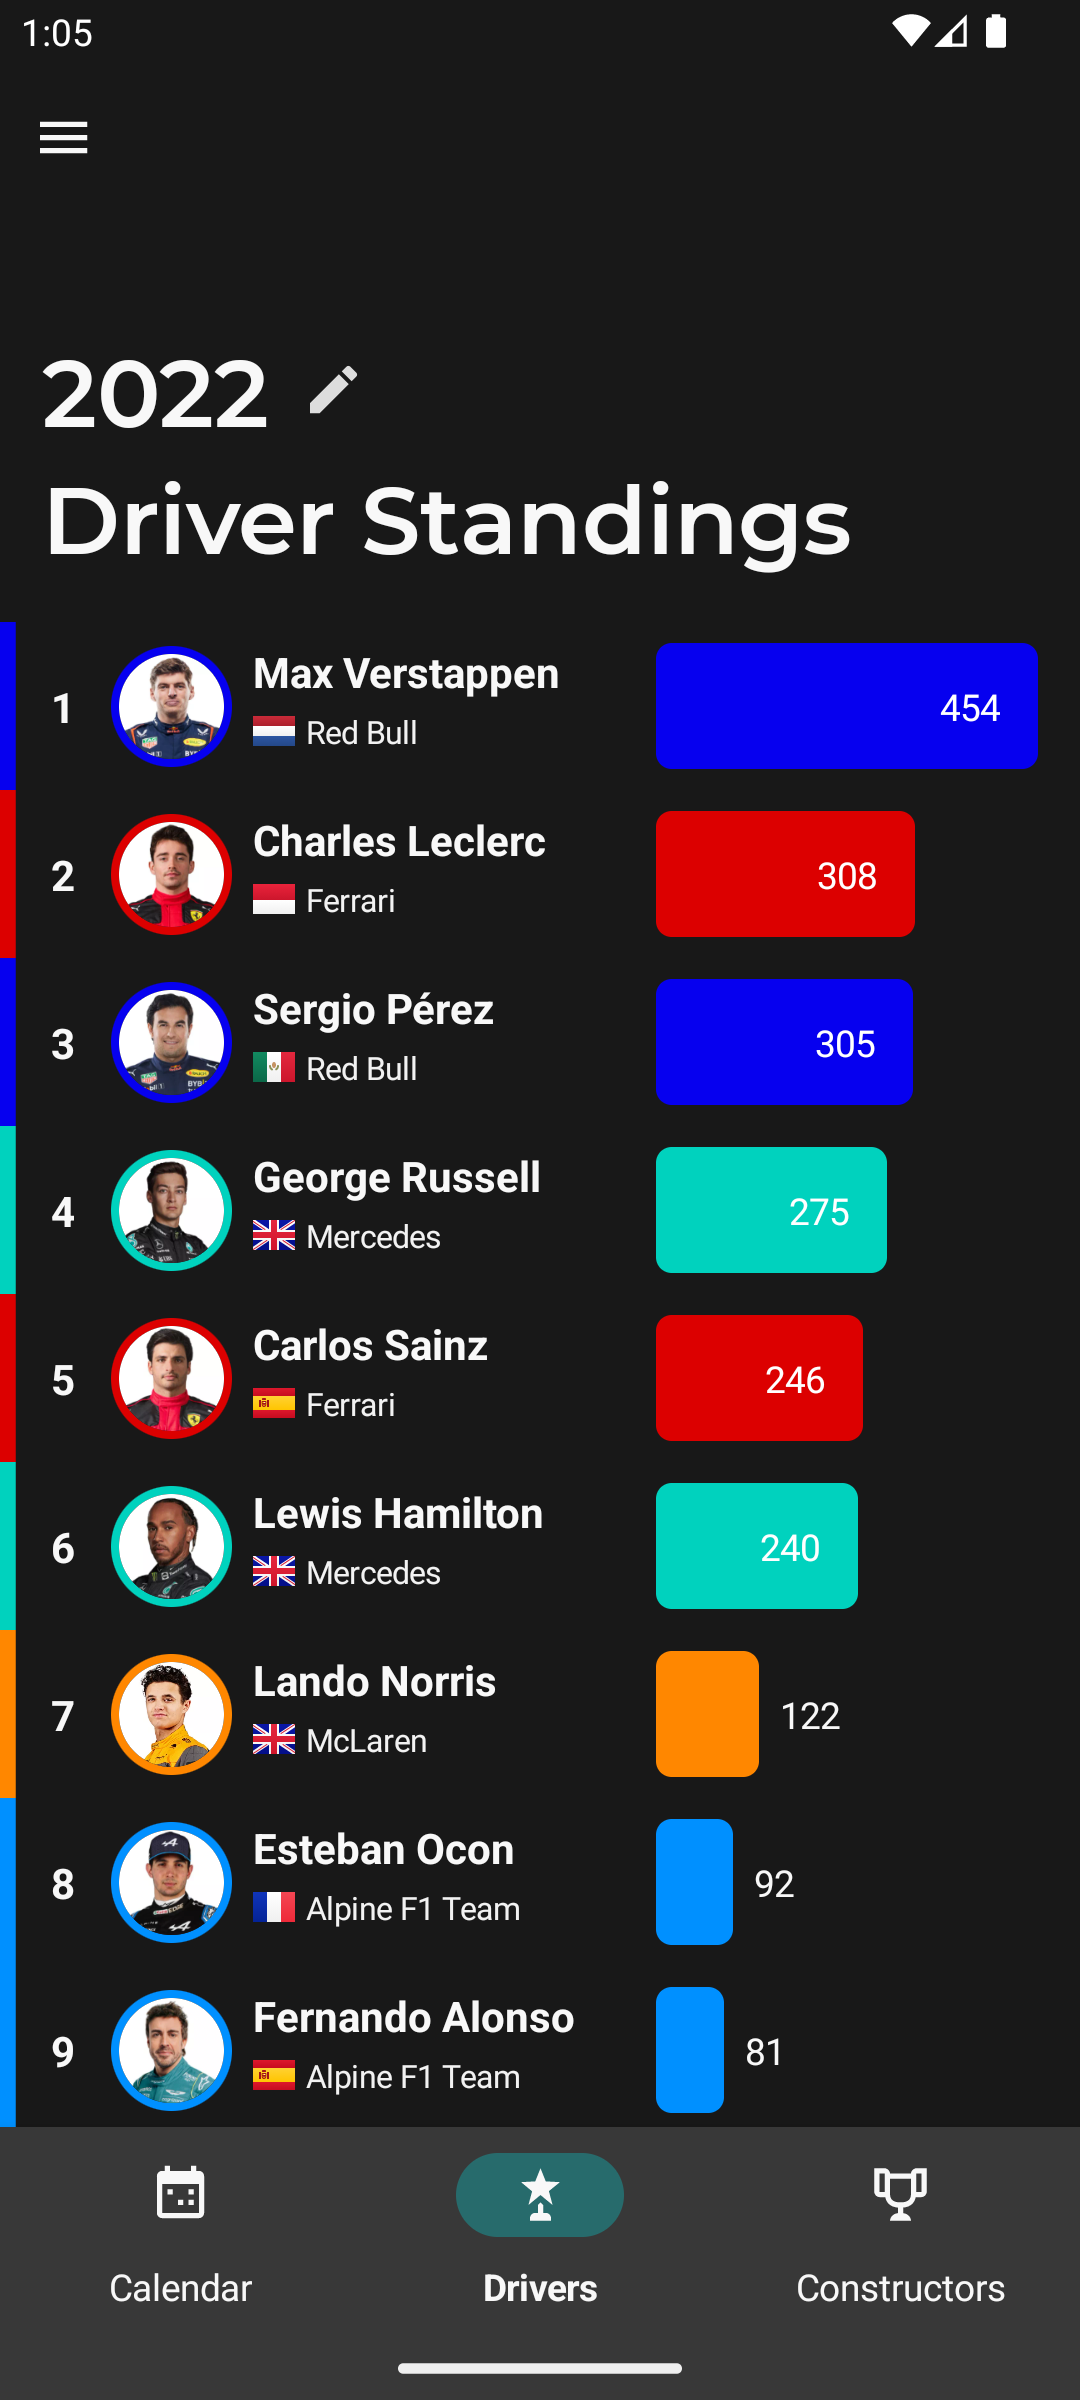 1:05
2022
Driver Standings
1
Max Verstappen
Red Bull
454
2
Charles Leclerc
Ferrari
308
3
Sergio Pérez
Red Bull
305
4
George Russell
Mercedes
275
5
Carlos Sainz
Ferrari
246
6
Lewis Hamilton
Mercedes
240
7
Lando Norris
McLaren
122
8
Esteban Ocon
Alpine F1 Team
92
9
Fernando Alonso
Alpine F1 Team
81
Calendar
Drivers
Constructors